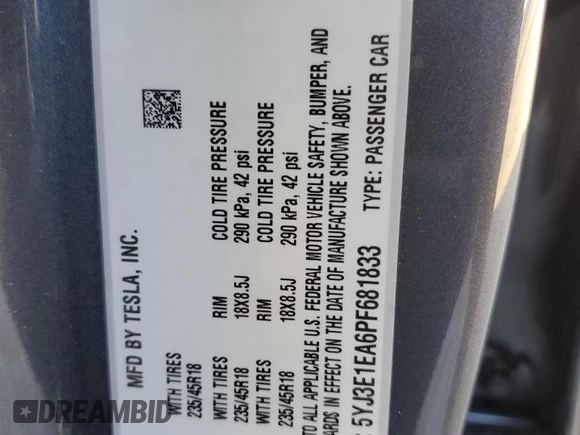 MFD BY TESLA, INC.
WITH TIRES
235/45R18
WITH TIRES RIM COLD TIRE PRESSURE
235/45R18 18X8.5J 290 kPa, 42 psi
WITH TIRES RIM COLD TIRE PRESSURE
235/45R18 18X8.5J 290 kPa, 42 psi
TO ALL APPLICABLE U.S. FEDERAL MOTOR VEHICLE SAFETY, BUMPER, AND
IN EFFECT ON THE DATE OF MANUFACTURE SHOWN ABOVE.
5YJ3E1EA6PF681833 TYPE: PASSENGER CAR
DREAMBID